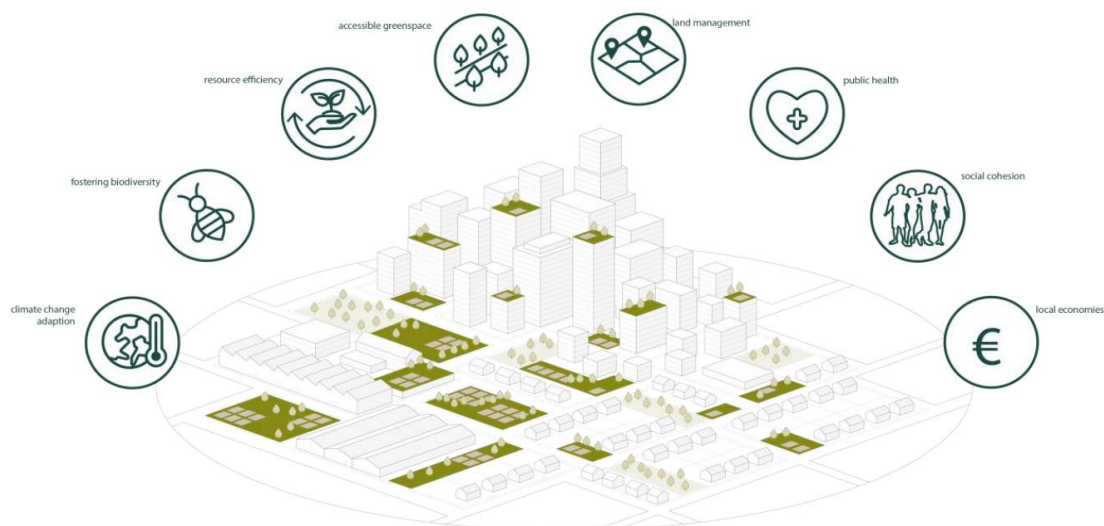 accessible greenspace
land management
resource efficiency
public health
fostering biodiversity
social cohesion
climate change
adaption
local economies
€